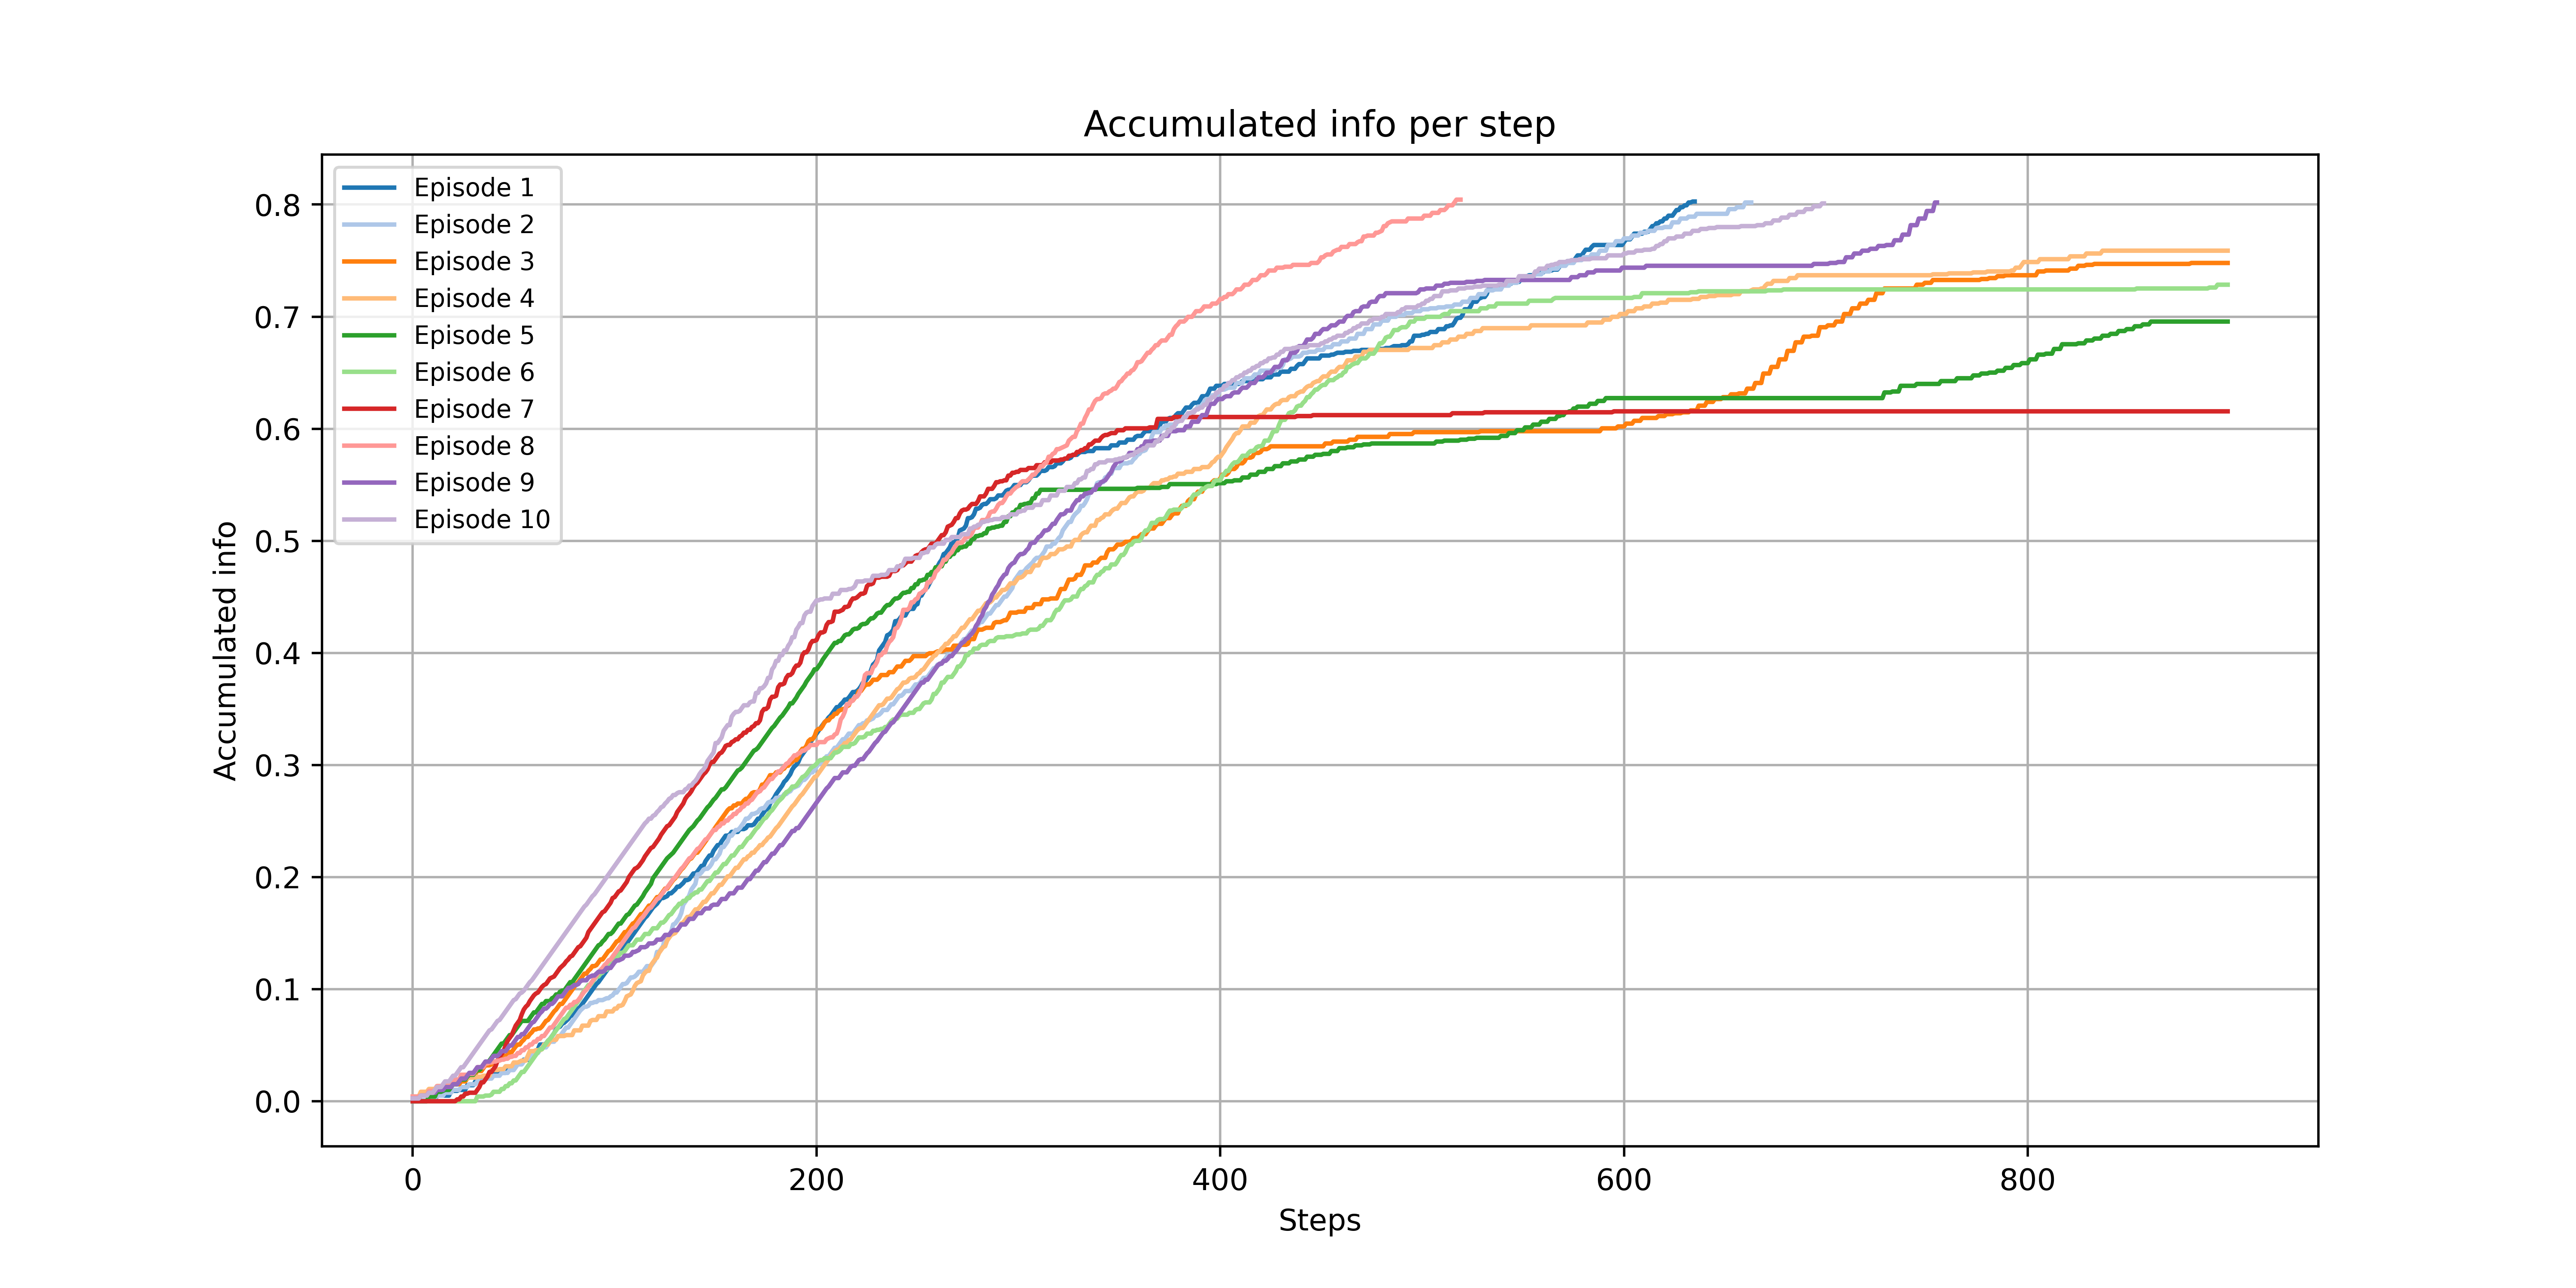 Accumulated info per step
Episode 1
Episode 2
Episode 3
Episode 4
Episode 5
Episode 6
Episode 7
Episode 8
Episode 9
Episode 10
Accumulated info
0.8
0.7
0.6
0.5
0.4
0.3
0.2
0.1
0.0
0 200 400 600 800
Steps